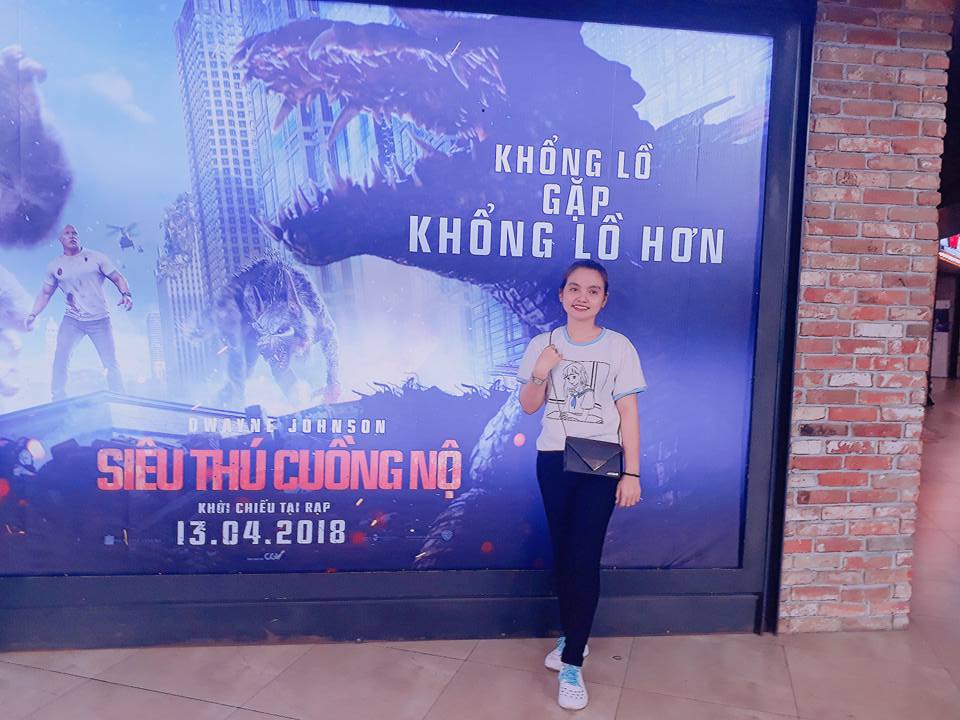 KHỔNG LỒ
GẶP
KHỔNG LỒ HƠN
DWAYNE JOHNSON
SIÊU THÚ CUỒNG NỘ
KHỞI CHIẾU TẠI RẠP
13.04.2018
CGV